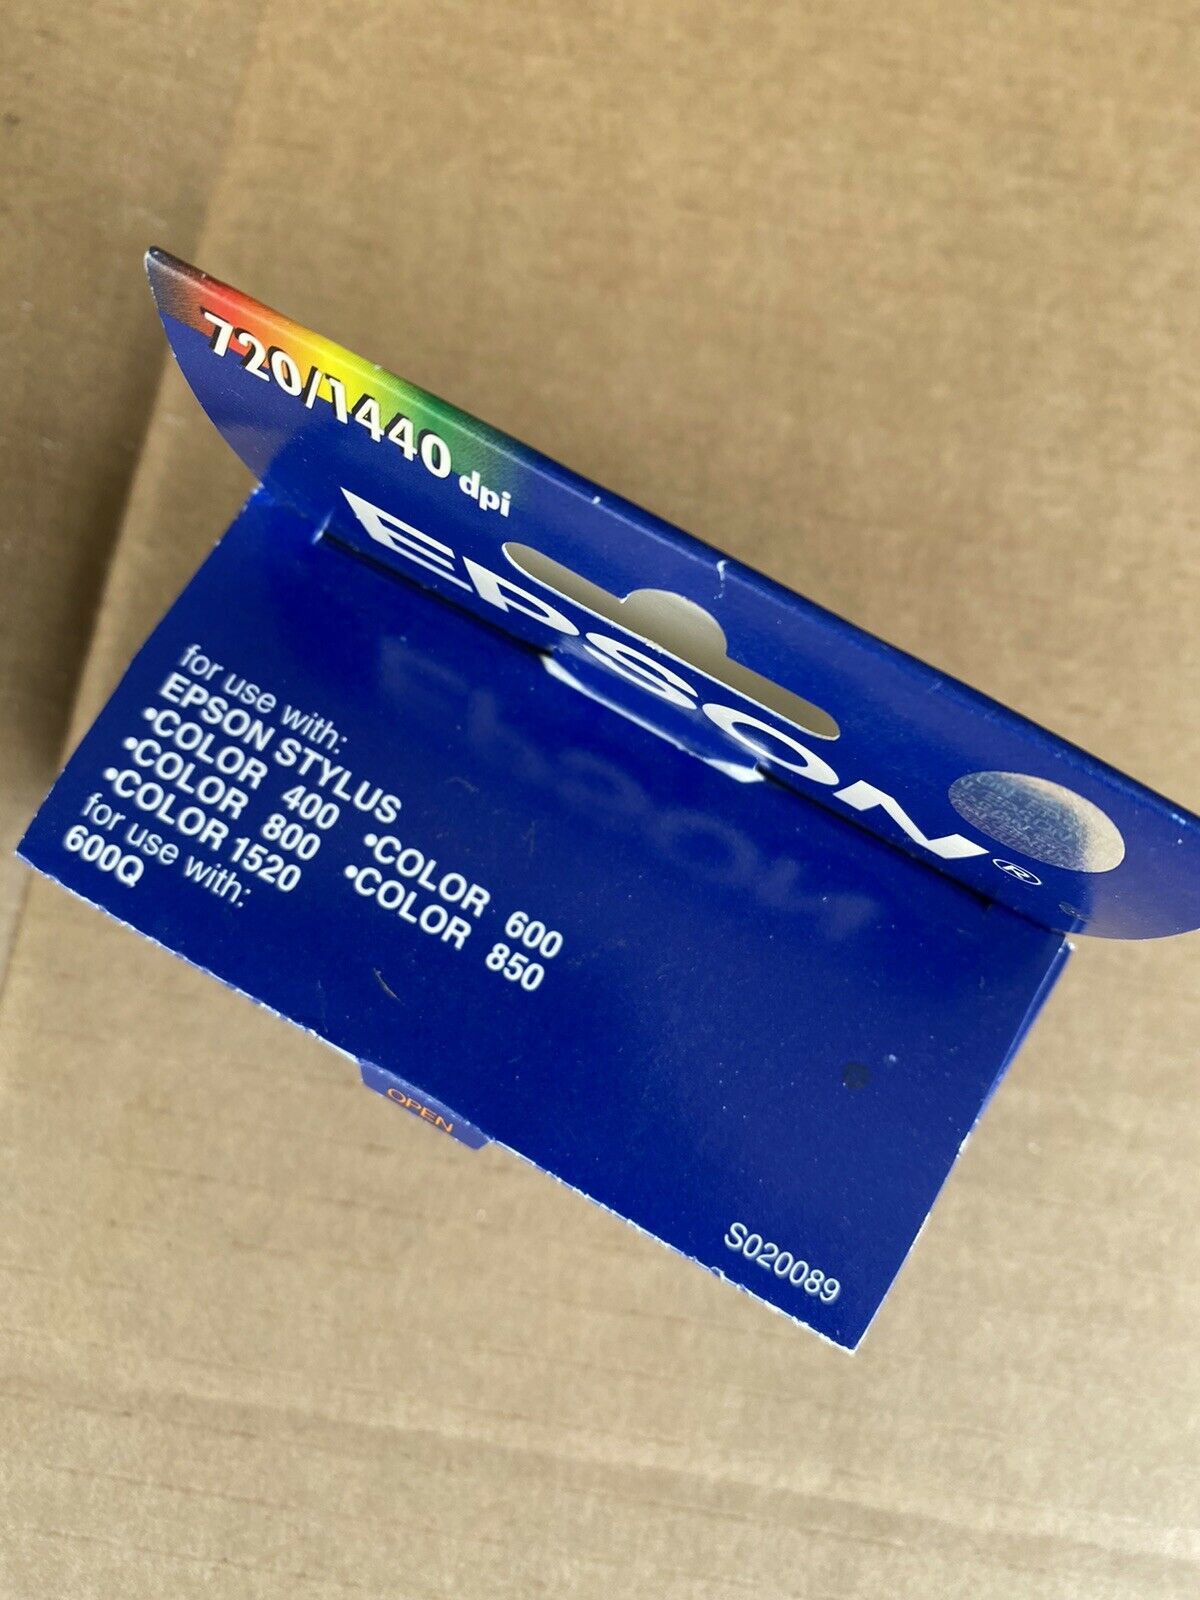 720/1440 dpi
EPSON®
for use with:
EPSON STYLUS
•COLOR 400 •COLOR 600
•COLOR 800 •COLOR 850
•COLOR 1520
for use with:
600Q
OPEN
S020089